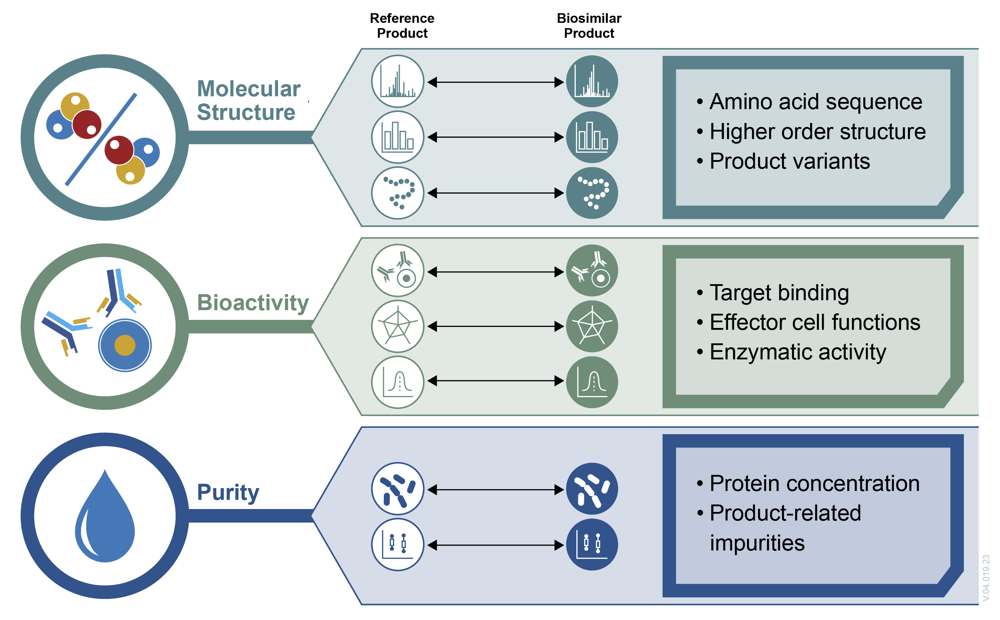 Reference
Product
Biosimilar
Product
Molecular
Structure
• Amino acid sequence
• Higher order structure
• Product variants
Bioactivity
• Target binding
• Effector cell functions
• Enzymatic activity
Purity
• Protein concentration
• Product-related
impurities
V.04.019.23